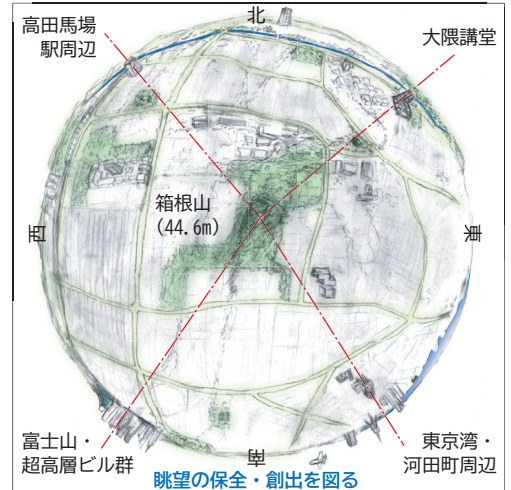 北
高田馬場
駅周辺
大隈講堂
箱根山
(44.6m)
西
東
富士山・
超高層ビル群
南
東京湾・
河田町周辺
眺望の保全・創出を図る